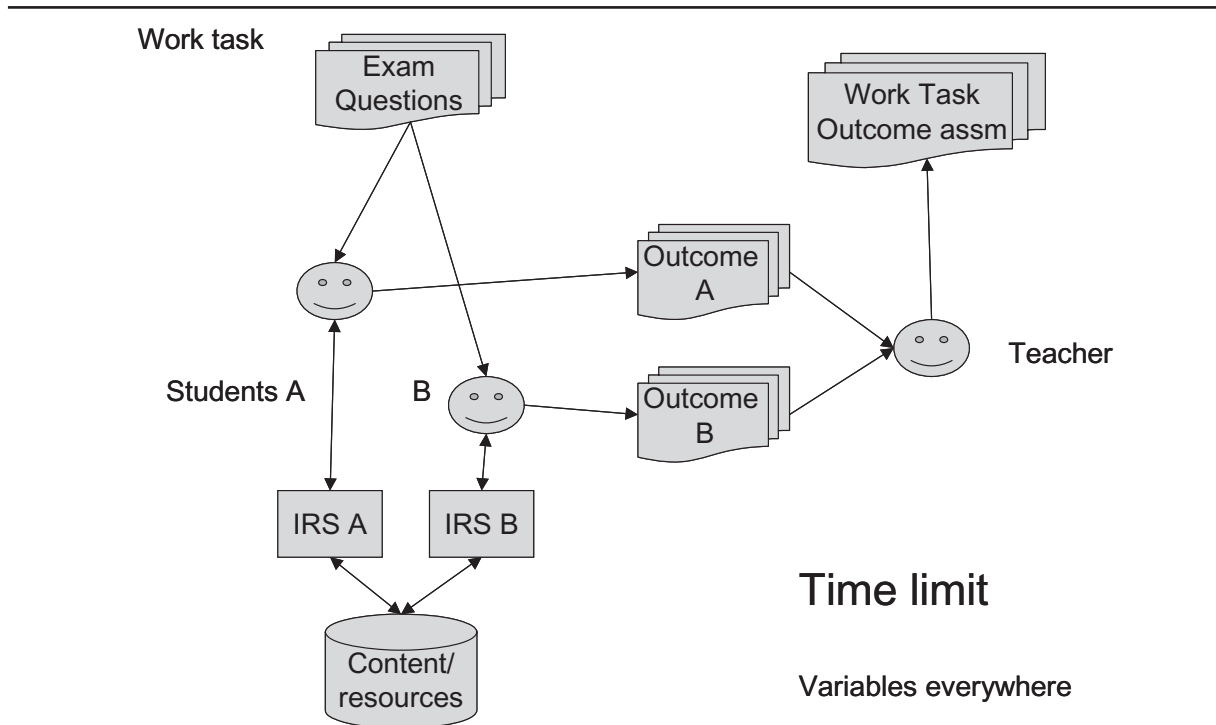 Work task
Exam
Questions
Work Task
Outcome assm
Outcome
A
Students A
B
Outcome
B
Teacher
IRS A
IRS B
Time limit
Content/
resources
Variables everywhere